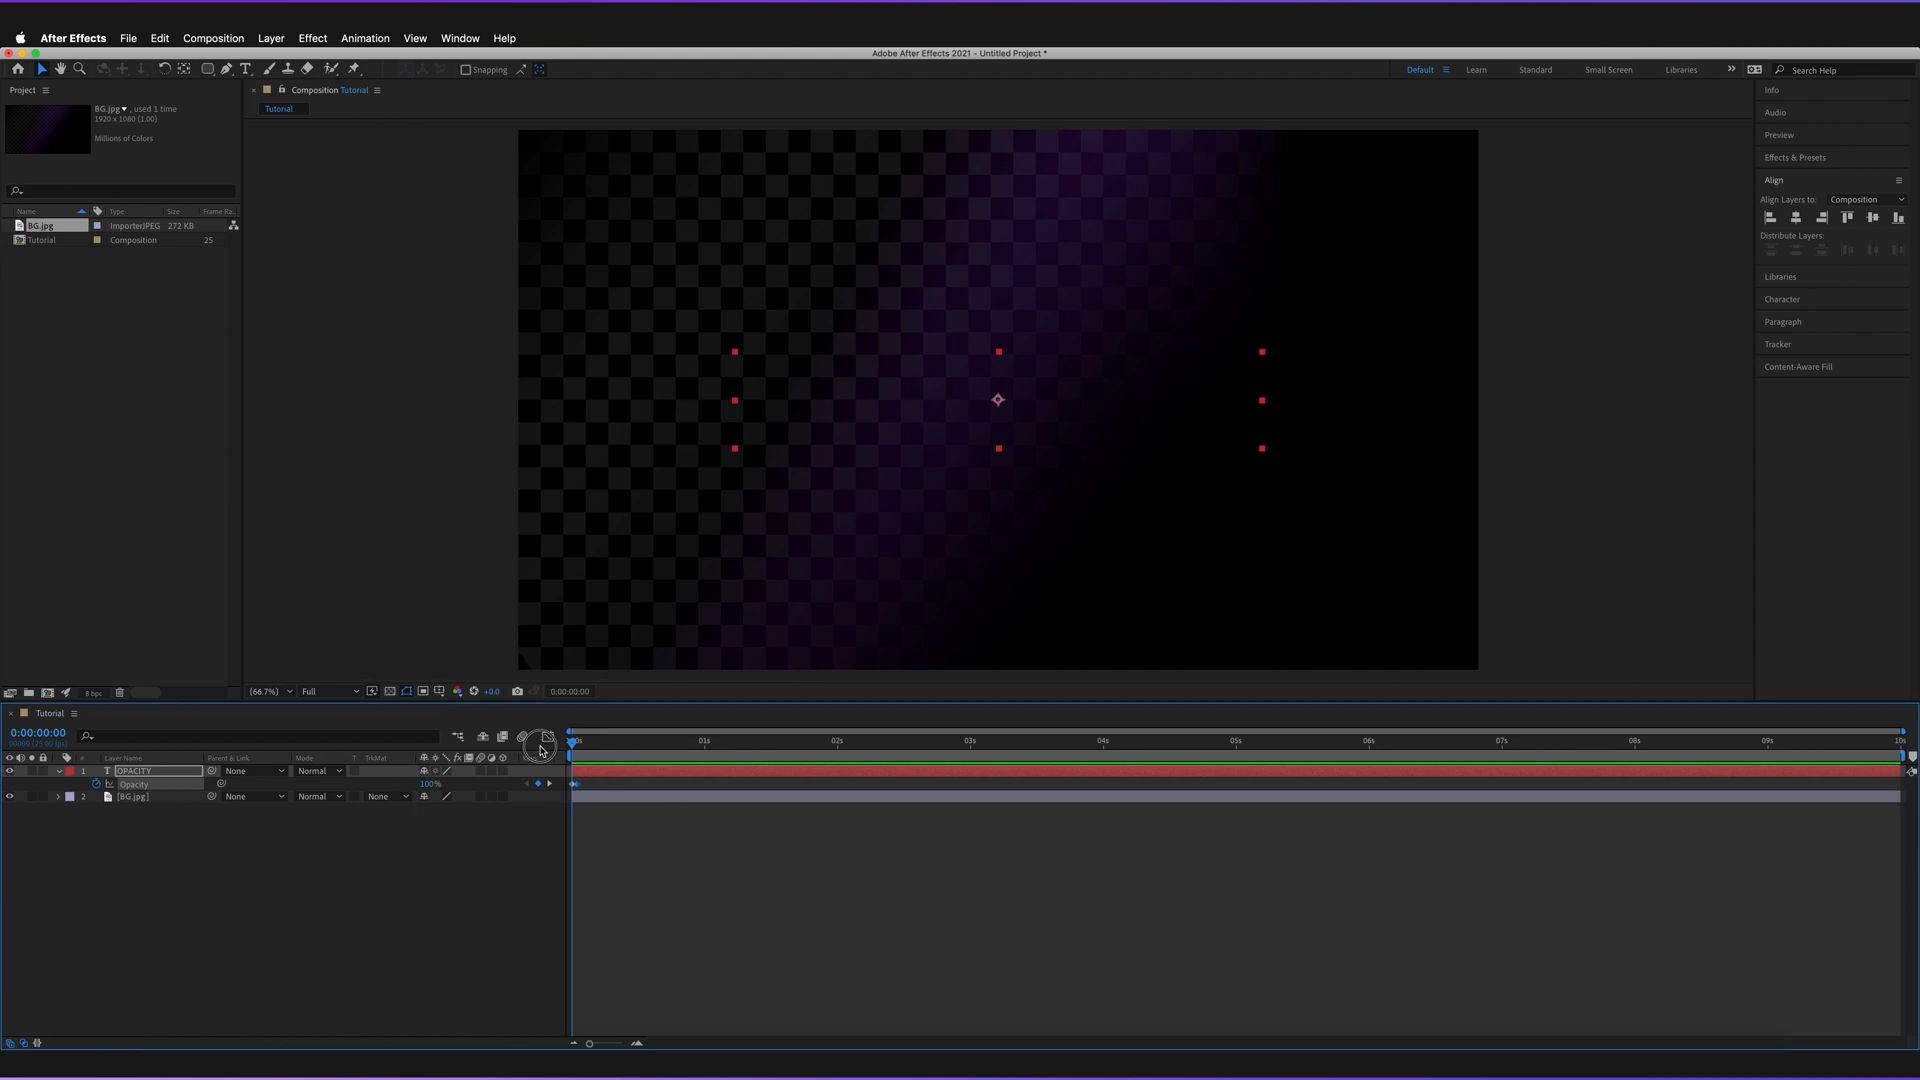 After Effects File Edit Composition Layer Effect Animation View Window Help
Adobe After Effects 2021 - Untitled Project *
Snapping
Default Learn Standard Small Screen Libraries Search Help
Project
BG.jpg , used 1 time
1920 x 1080 (1.00)
Millions of Colors
Name Type Size Frame Ra...
BG.jpg ImporterJPEG 272 KB
Tutorial Composition 25
8 bpc
Composition Tutorial
Tutorial
(66.7%) Full +0.0 0:00:00:00
Info
Audio
Preview
Effects & Presets
Align
Align Layers to: Composition
Distribute Layers:
Libraries
Character
Paragraph
Tracker
Content-Aware Fill
Tutorial
0:00:00:00
00000 (25.00 fps)
01s 02s 03s 04s 05s 06s 07s 08s 09s 10s
# Layer Name Parent & Link Mode T TrkMat
1 T OPACITY None Normal
Opacity 100%
2 [BG.jpg] None Normal None